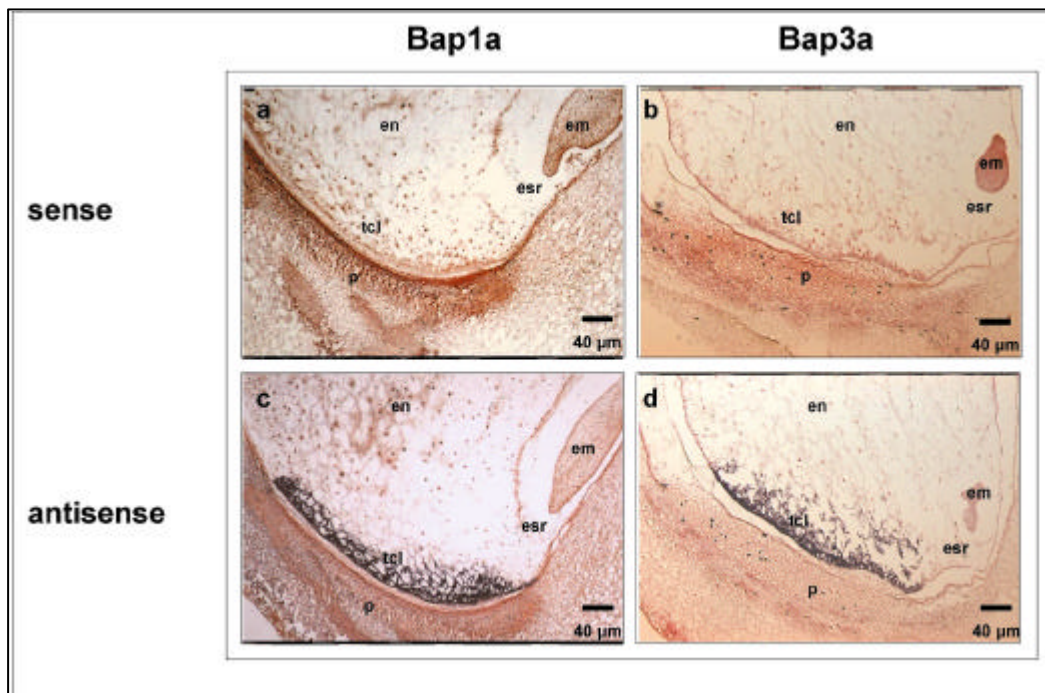 Bap1a Bap3a
sense
a
en
em
esr
tcl
p
40 µm
b
en
em
esr
tcl
p
40 µm
antisense
c
en
em
esr
tcl
p
40 µm
d
en
em
tcl
esr
p
40 µm